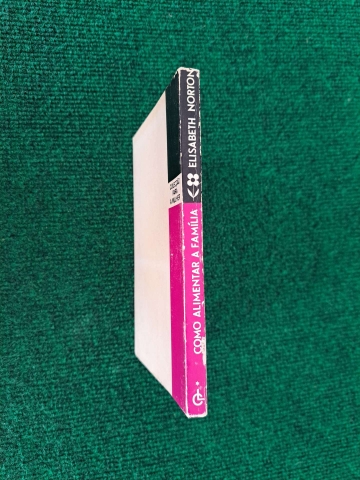 ELISABETH NORTON
COMO ALIMENTAR A FAMÍLIA